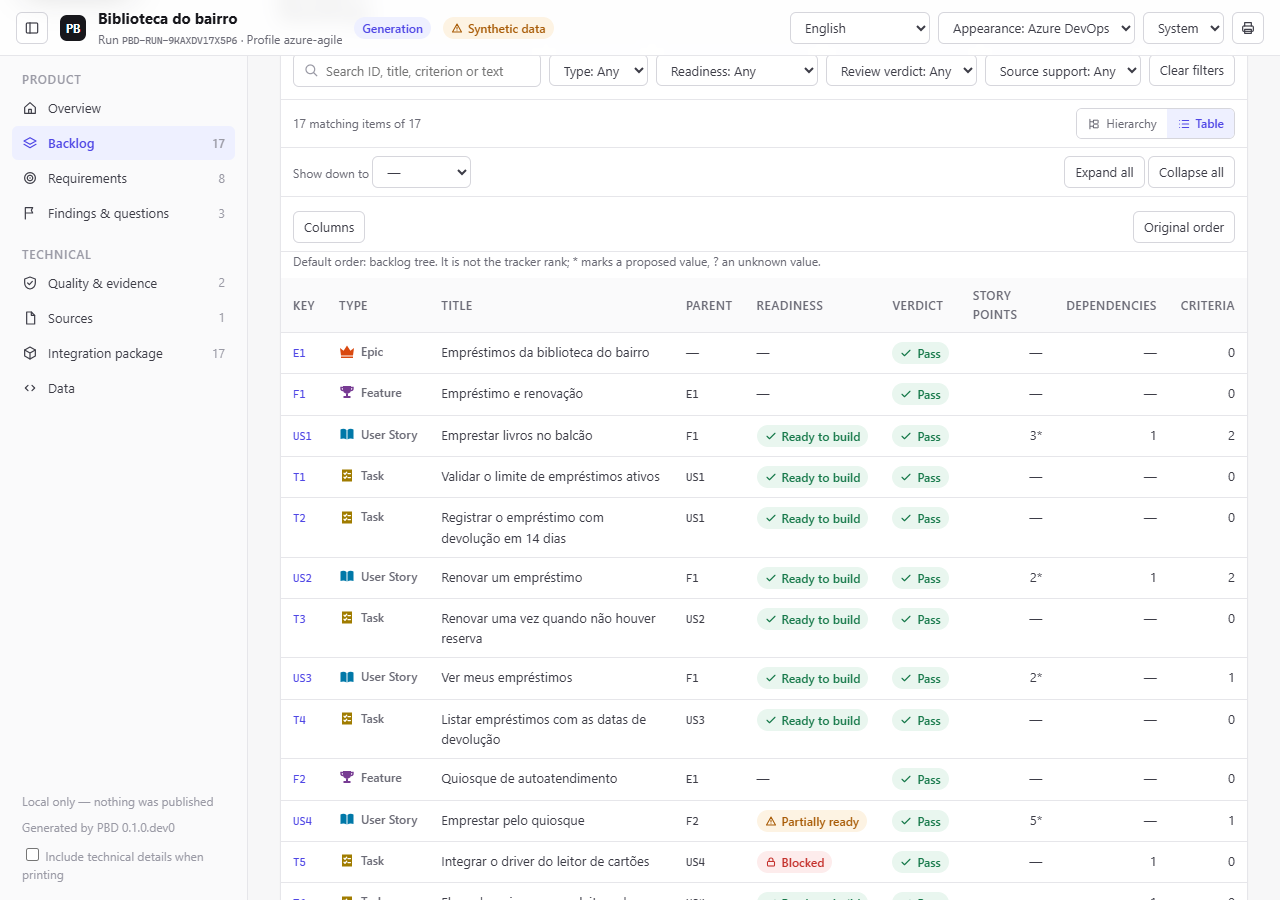 PB
Biblioteca do bairro
Run PBD-RUN-9KAXDV17X5P6 · Profile azure-agile
Generation
Synthetic data
English
Appearance: Azure DevOps
System
PRODUCT
Overview
Backlog 17
Requirements 8
Findings & questions 3
TECHNICAL
Quality & evidence 2
Sources 1
Integration package 17
Data
Local only — nothing was published
Generated by PBD 0.1.0.dev0
Include technical details when
printing
Search ID, title, criterion or text
Type: Any
Readiness: Any
Review verdict: Any
Source support: Any
Clear filters
17 matching items of 17
Hierarchy
Table
Show down to —
Expand all
Collapse all
Columns
Original order
Default order: backlog tree. It is not the tracker rank; * marks a proposed value, ? an unknown value.
KEY TYPE TITLE PARENT READINESS VERDICT STORY POINTS DEPENDENCIES CRITERIA
E1 Epic Empréstimos da biblioteca do bairro — — Pass — — 0
F1 Feature Empréstimo e renovação E1 — Pass — — 0
US1 User Story Emprestar livros no balcão F1 Ready to build Pass 3* 1 2
T1 Task Validar o limite de empréstimos ativos US1 Ready to build Pass — — 0
T2 Task Registrar o empréstimo com US1 Ready to build Pass — — 0
devolução em 14 dias
US2 User Story Renovar um empréstimo F1 Ready to build Pass 2* 1 2
T3 Task Renovar uma vez quando não houver US2 Ready to build Pass — — 0
reserva
US3 User Story Ver meus empréstimos F1 Ready to build Pass 2* — 1
T4 Task Listar empréstimos com as datas de US3 Ready to build Pass — — 0
devolução
F2 Feature Quiosque de autoatendimento E1 — Pass — — 0
US4 User Story Emprestar pelo quiosque F2 Partially ready Pass 5* — 1
T5 Task Integrar o driver do leitor de cartões US4 Blocked Pass — 1 0